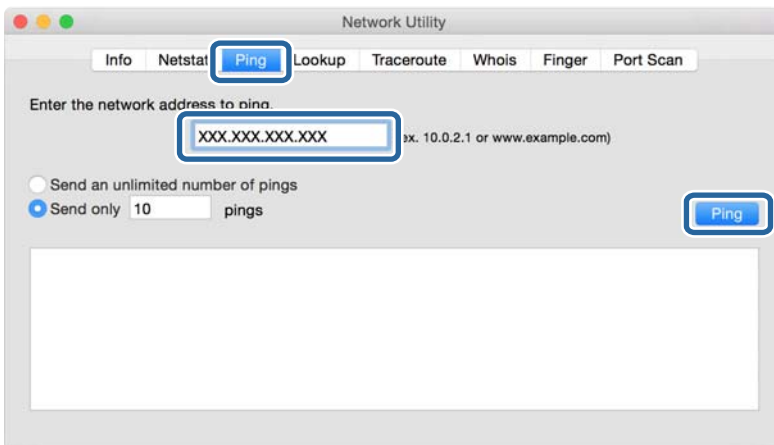 Network Utility
Info Netstat Ping Lookup Traceroute Whois Finger Port Scan
Enter the network address to ping.
XXX.XXX.XXX.XXX ex. 10.0.2.1 or www.example.com)
Send an unlimited number of pings
Send only 10 pings
Ping